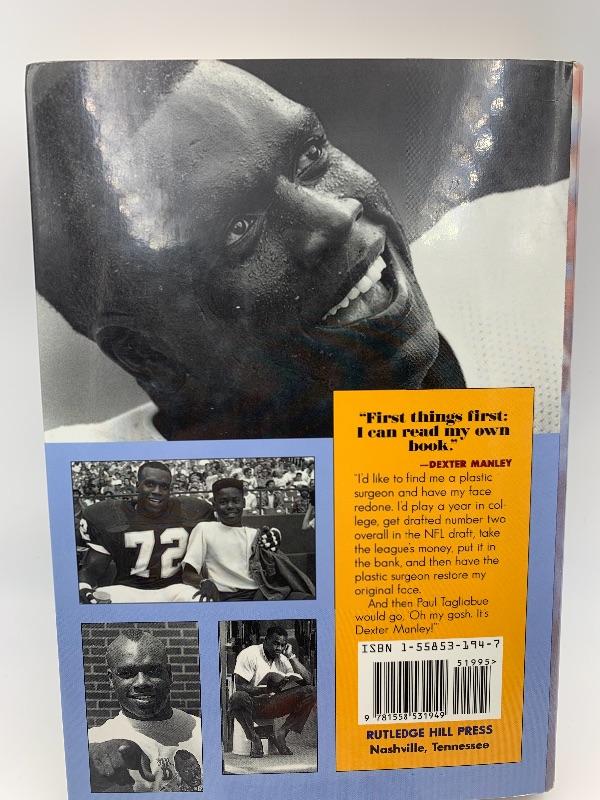 "First things first:
I can read my own
book."
—DEXTER MANLEY
"I'd like to find me a plastic
surgeon and have my face
redone. I'd play a year in col-
lege, get drafted number two
overall in the NFL draft, take
the league's money, put it in
the bank, and then have the
plastic surgeon restore my
original face.
And then Paul Tagliabue
would go, 'Oh my gosh. It's
Dexter Manley!'"
72
ISBN 1-55853-194-7
51995>
9 781558 531949
RUTLEDGE HILL PRESS
Nashville, Tennessee